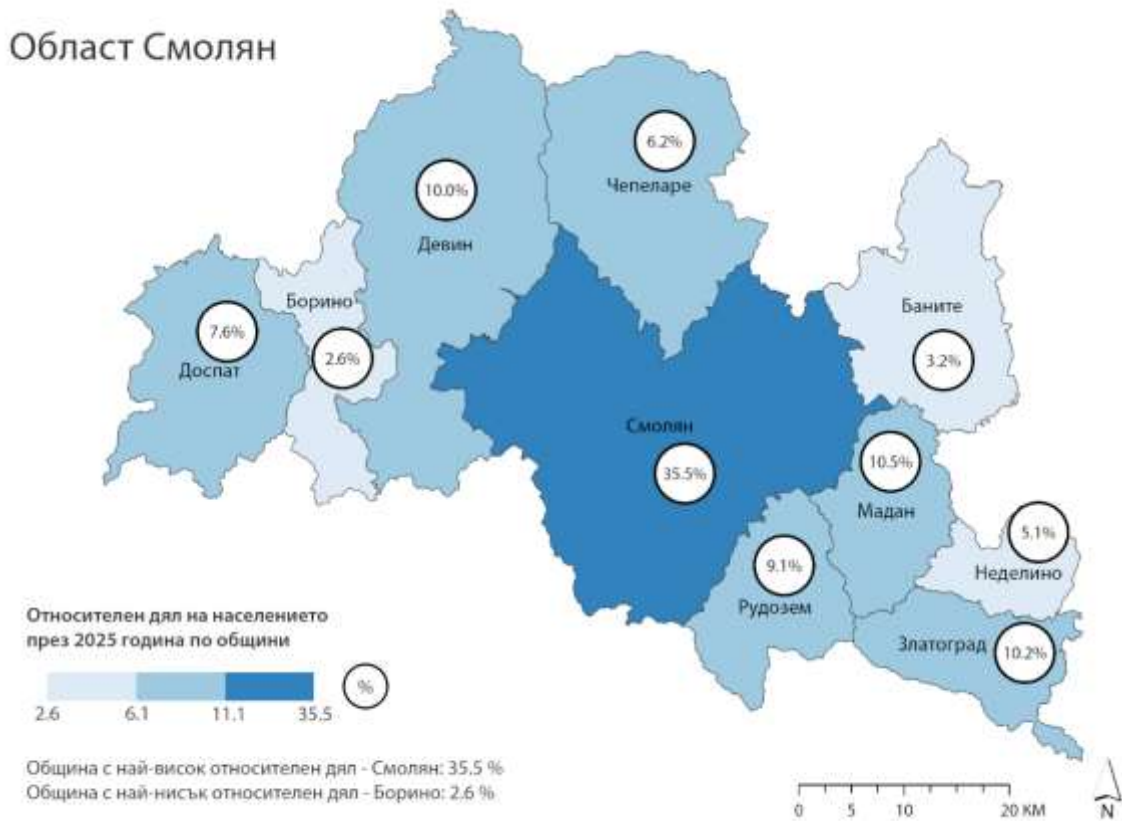 Област Смолян
6.2%
Чепеларе
10.0%
Девин
Борино
7.6%
2.6%
Доспат
Баните
3.2%
Смолян
35.5%
10.5%
Мадан
5.1%
Неделино
9.1%
Рудозем
Златоград
10.2%
Относителен дял на населението
през 2025 година по общини
%
2.6 6.1 11.1 35.5
Община с най-висок относителен дял - Смолян: 35.5 %
Община с най-нисък относителен дял - Борино: 2.6 %
0 5 10 20 КМ
N